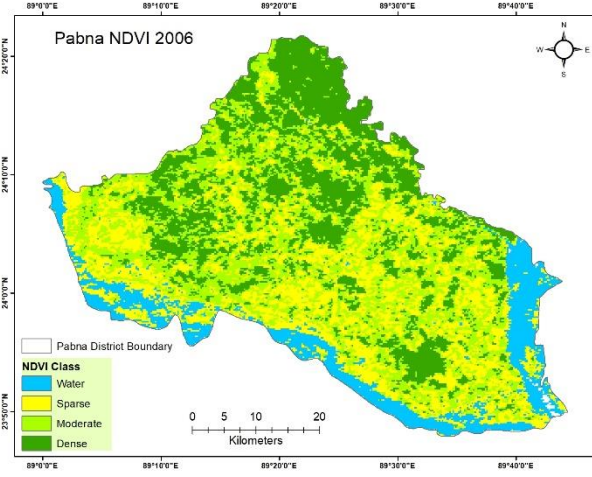 89°0'0"E 89°10'0"E 89°20'0"E 89°30'0"E 89°40'0"E
Pabna NDVI 2006
N
W E
S
24°20'0"N
24°10'0"N
24°0'0"N
23°50'0"N
Pabna District Boundary
NDVI Class
Water
Sparse
Moderate
Dense
0 5 10 20
Kilometers
89°0'0"E 89°10'0"E 89°20'0"E 89°30'0"E 89°40'0"E